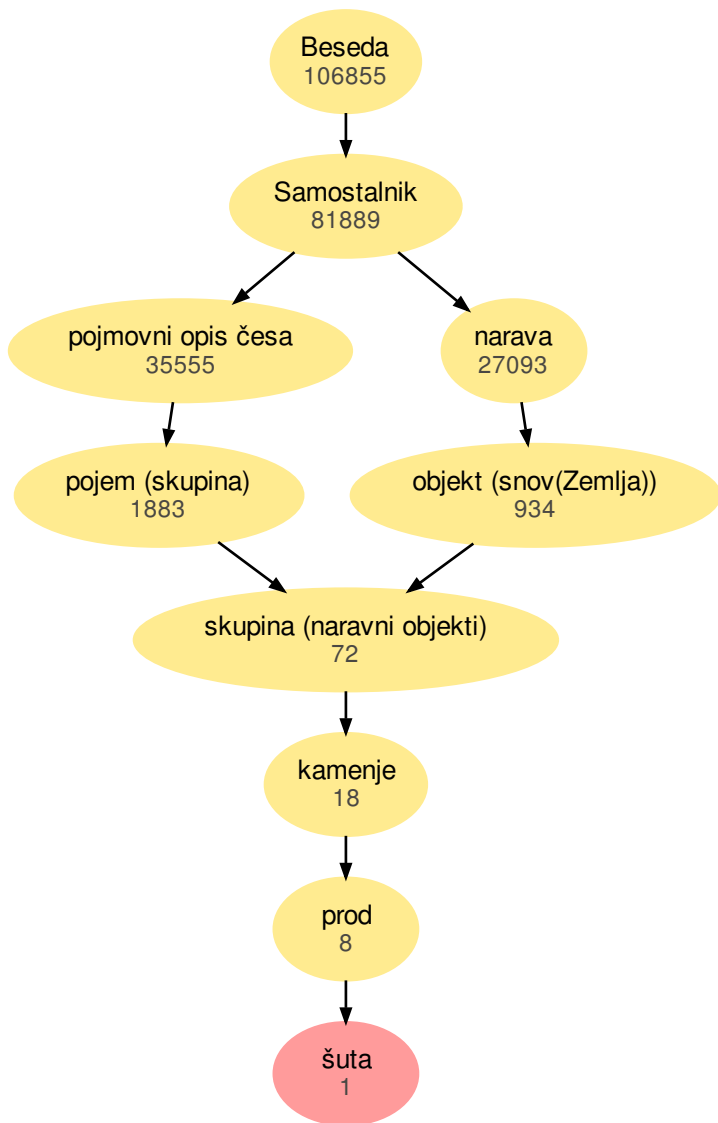 Beseda
106855
Samostalnik
81889
pojmovni opis česa
35555
narava
27093
pojem (skupina)
1883
objekt (snov(Zemlja))
934
skupina (naravni objekti)
72
kamenje
18
prod
8
šuta
1